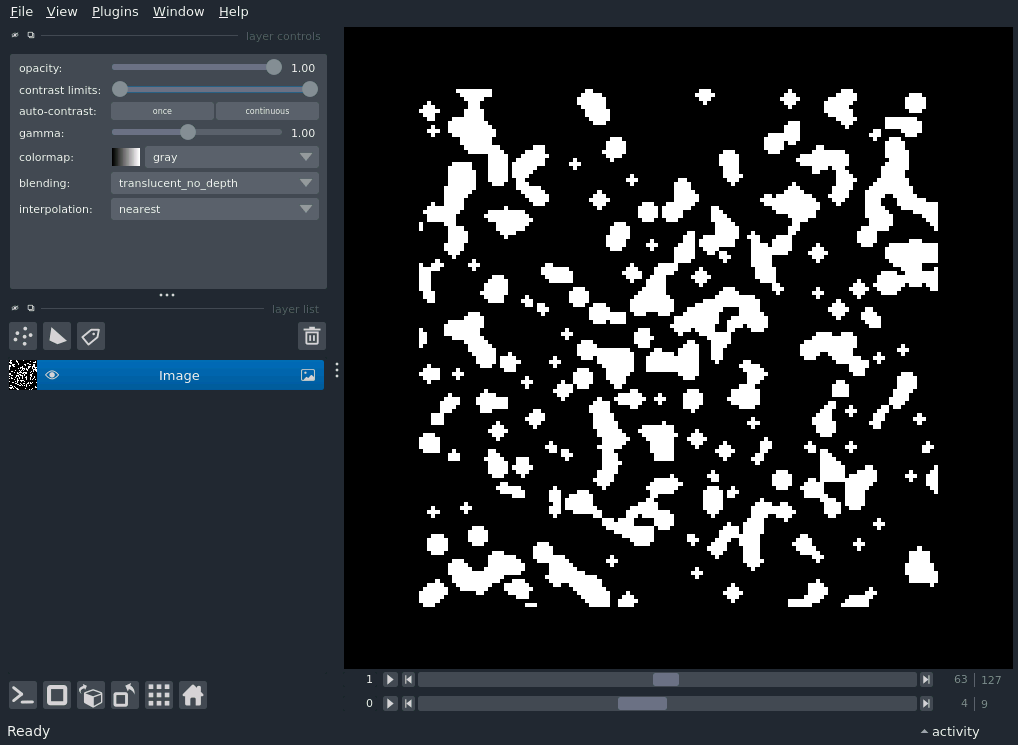 File View Plugins Window Help
layer controls
opacity: 1.00
contrast limits:
auto-contrast: once continuous
gamma: 1.00
colormap: gray
blending: translucent_no_depth
interpolation: nearest
layer list
Image
1 63 127
0 4 9
Ready activity